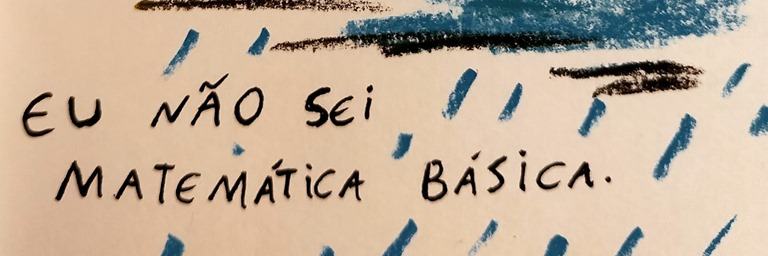 EU NÃO SEi
MATEMÁTiCA BÁSiCA.